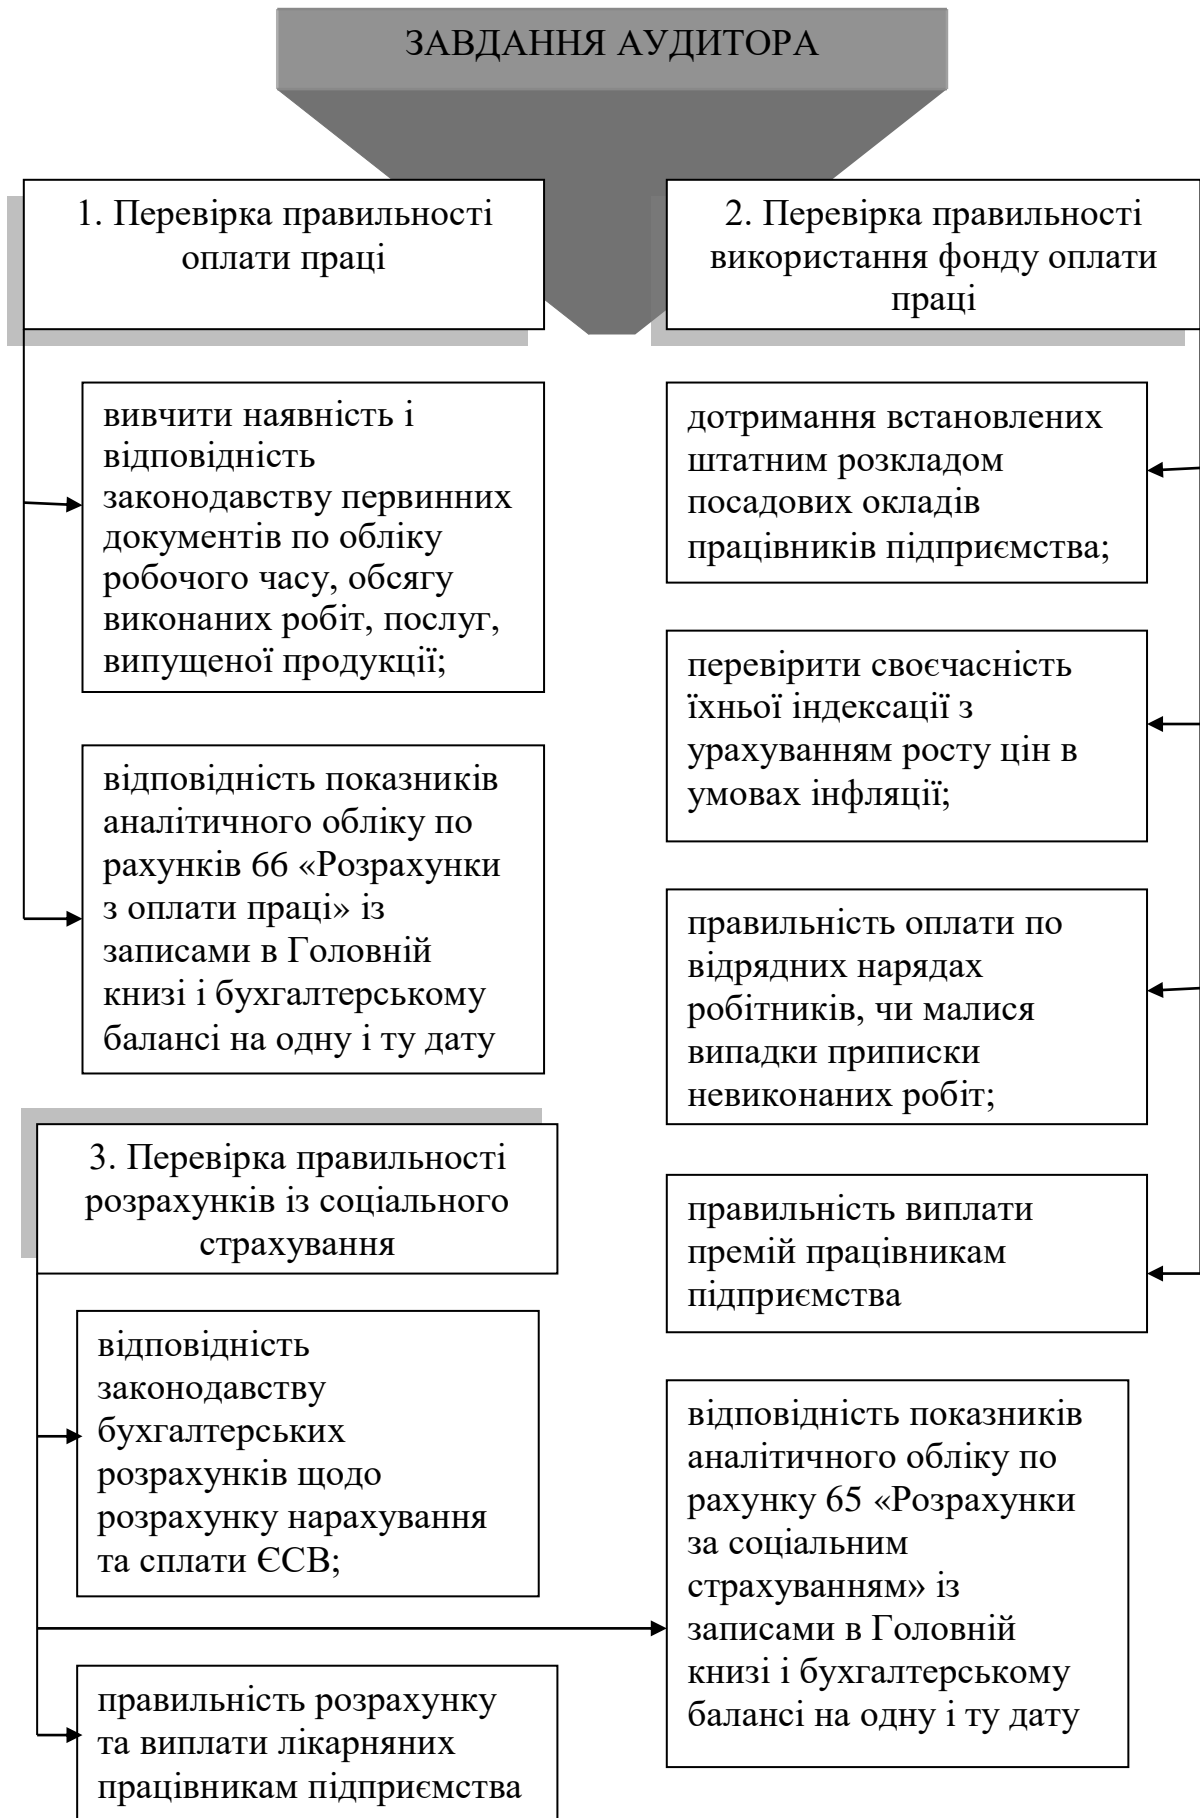 ЗАВДАННЯ АУДИТОРА
1. Перевірка правильності
оплати праці
2. Перевірка правильності
використання фонду оплати
праці
вивчити наявність і
відповідність
законодавству первинних
документів по обліку
робочого часу, обсягу
виконаних робіт, послуг,
випущеної продукції;
відповідність показників
аналітичного обліку по
рахунків 66 «Розрахунки
з оплати праці» із
записами в Головній
книзі і бухгалтерському
балансі на одну і ту дату
дотримання встановлених
штатним розкладом
посадових окладів
працівників підприємства;
перевірити своєчасність
їхньої індексації з
урахуванням росту цін в
умовах інфляції;
правильність оплати по
відрядних нарядах
робітників, чи малися
випадки приписки
невиконаних робіт;
правильність виплати
премій працівникам
підприємства
3. Перевірка правильності
розрахунків із соціального
страхування
відповідність
законодавству
бухгалтерських
розрахунків щодо
розрахунку нарахування
та сплати ЄСВ;
відповідність показників
аналітичного обліку по
рахунку 65 «Розрахунки
за соціальним
страхуванням» із
записами в Головній
книзі і бухгалтерському
балансі на одну і ту дату
правильність розрахунку
та виплати лікарняних
працівникам підприємства